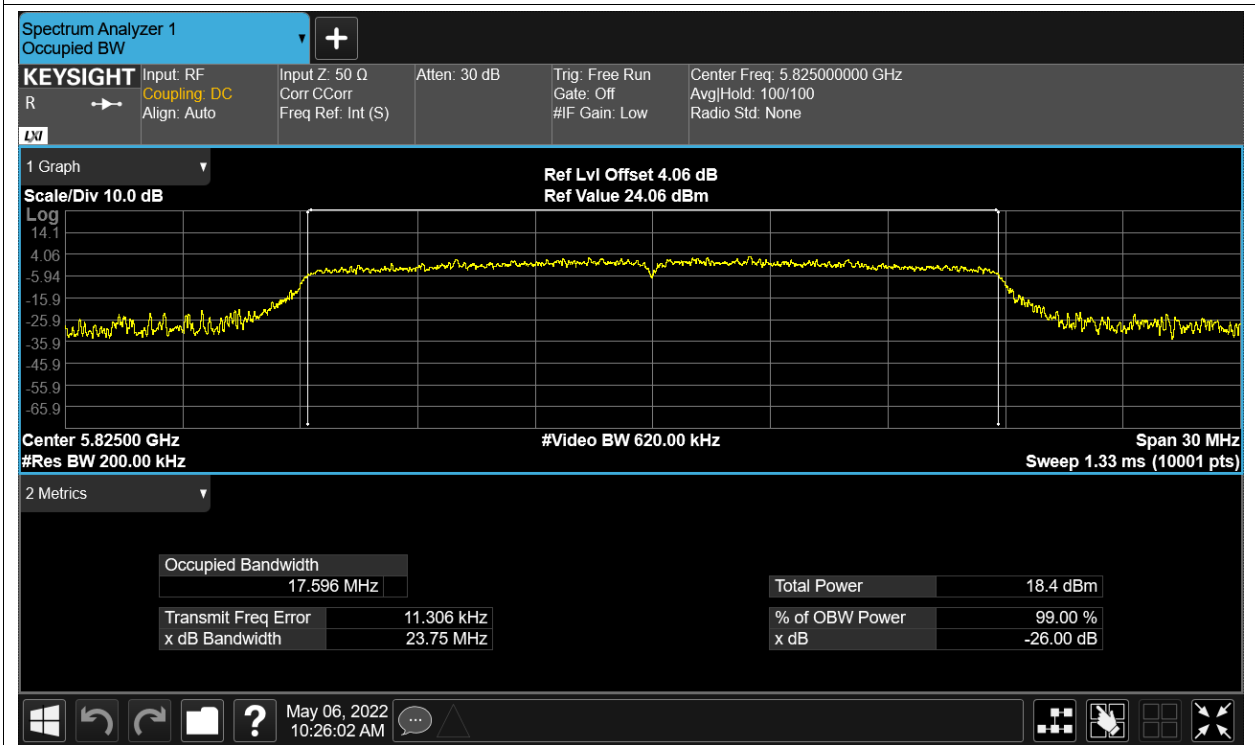 Spectrum Analyzer 1
Occupied BW
KEYSIGHT
R
LXI
Input: RF
Coupling: DC
Align: Auto
Input Z: 50 Ω
Corr CCorr
Freq Ref: Int (S)
Atten: 30 dB
Trig: Free Run
Gate: Off
#IF Gain: Low
Center Freq: 5.825000000 GHz
Avg|Hold: 100/100
Radio Std: None
1 Graph
Scale/Div 10.0 dB
Ref Lvl Offset 4.06 dB
Ref Value 24.06 dBm
Log
14.1
4.06
-5.94
-15.9
-25.9
-35.9
-45.9
-55.9
-65.9
Center 5.82500 GHz
#Video BW 620.00 kHz
Span 30 MHz
#Res BW 200.00 kHz
Sweep 1.33 ms (10001 pts)
2 Metrics
Occupied Bandwidth
17.596 MHz
Transmit Freq Error 11.306 kHz
x dB Bandwidth 23.75 MHz
Total Power 18.4 dBm
% of OBW Power 99.00 %
x dB -26.00 dB
?
May 06, 2022
10:26:02 AM